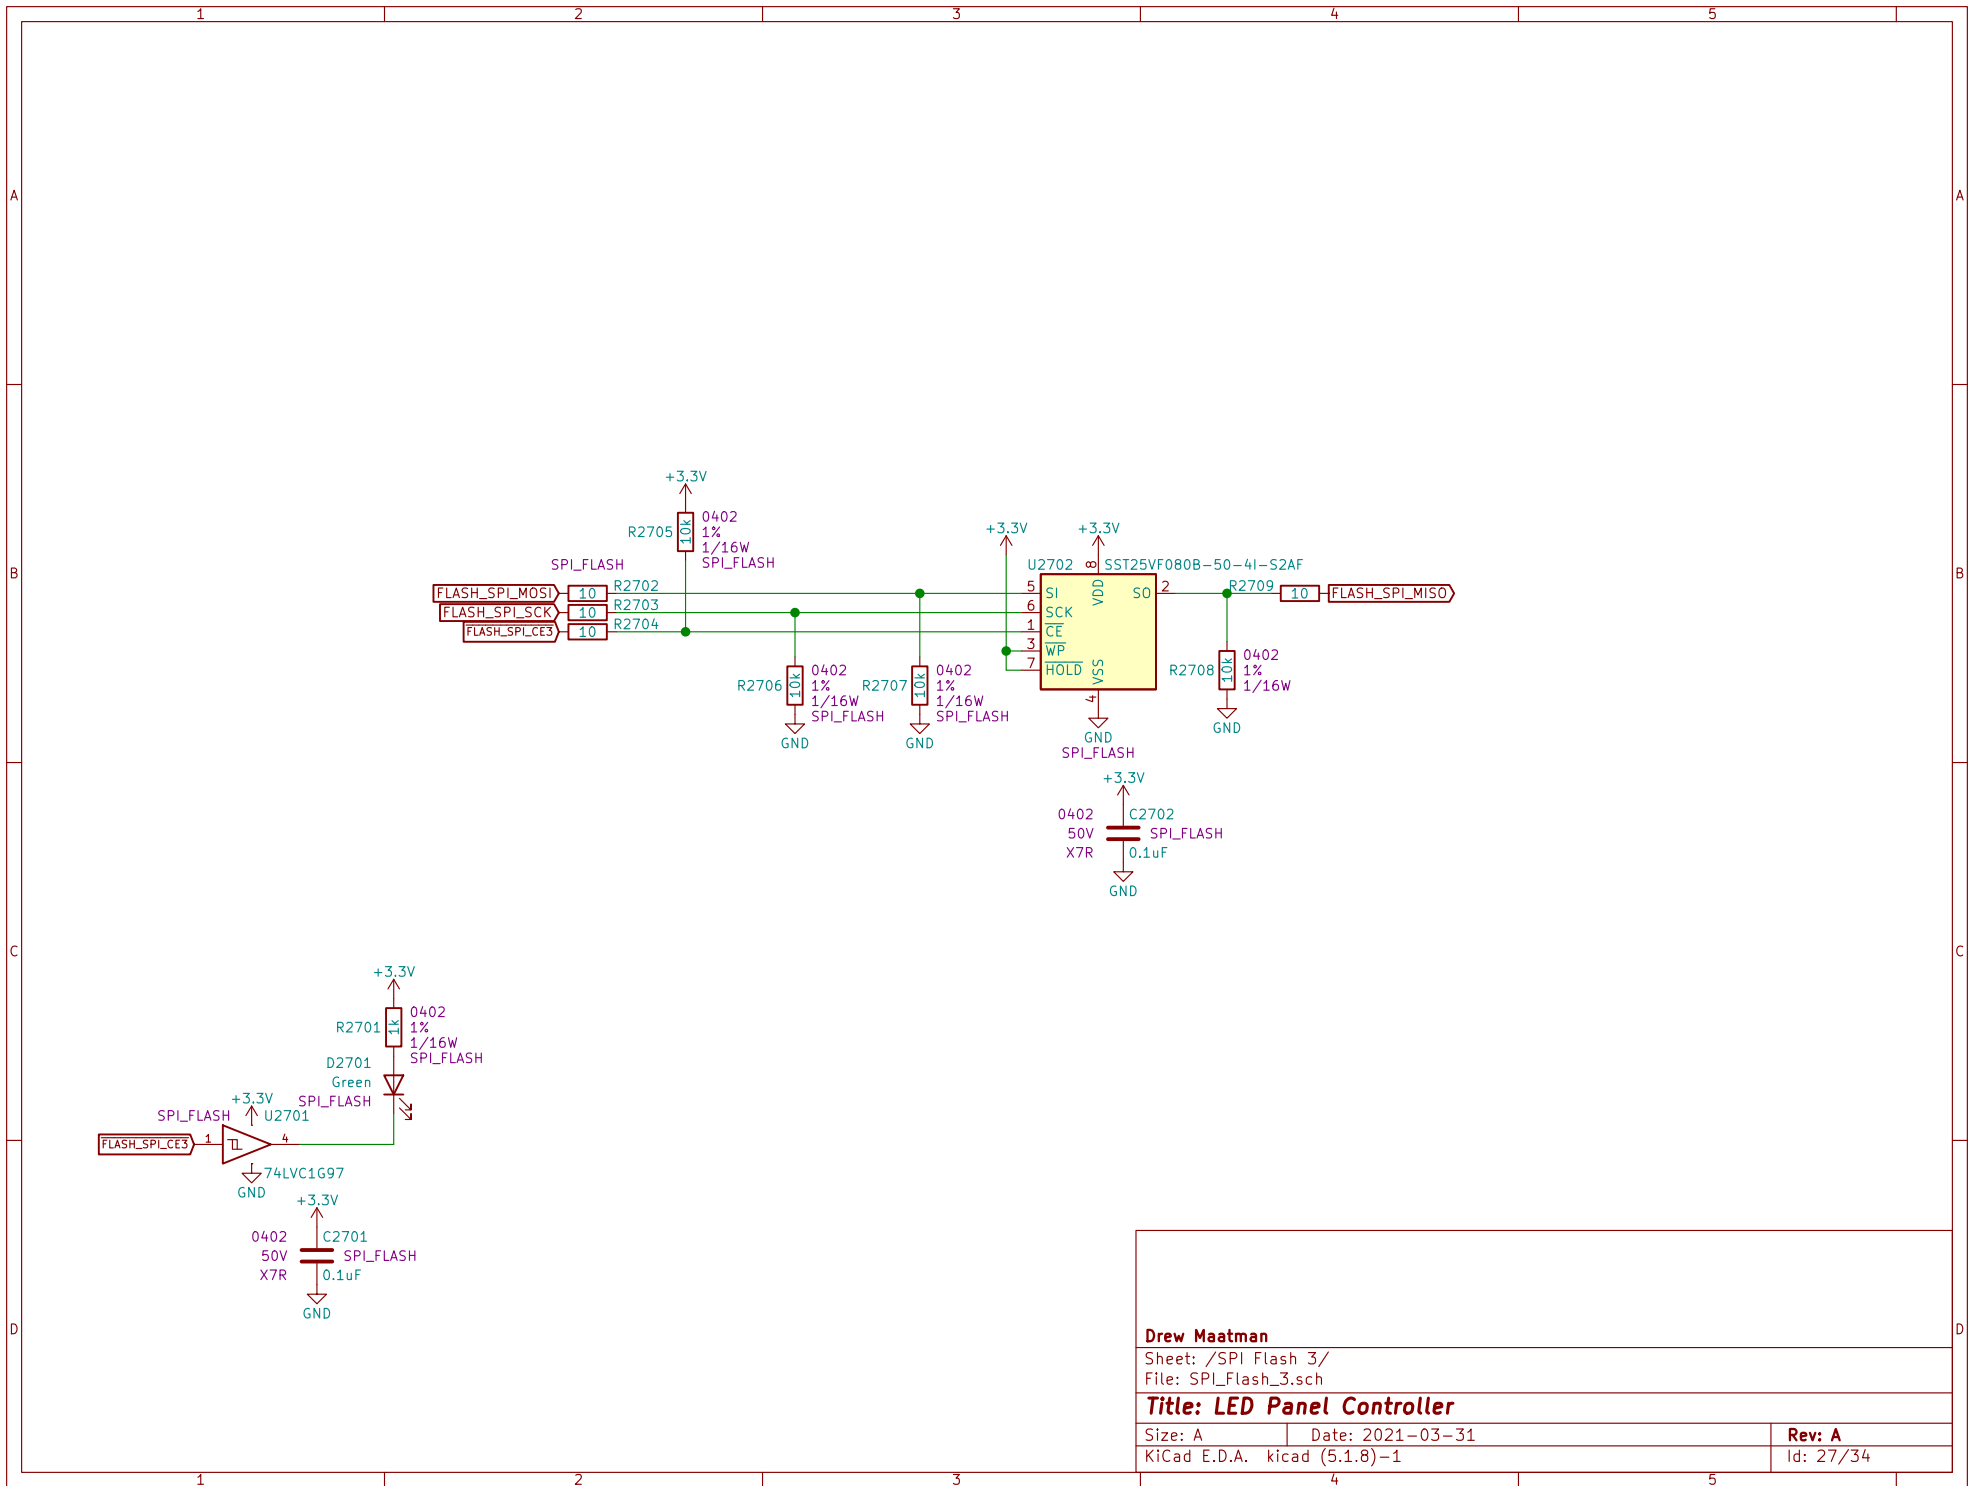 1 2 3 4 5
A A
B B
C C
D D
+3.3V
R2705 10k
0402
1%
1/16W
SPI_FLASH
SPI_FLASH
FLASH_SPI_MOSI 10 R2702
FLASH_SPI_SCK 10 R2703
FLASH_SPI_CE3 10 R2704
R2706 10k
0402
1%
1/16W
SPI_FLASH
GND
R2707 10k
0402
1%
1/16W
SPI_FLASH
GND
+3.3V
+3.3V
U2702
SST25VF080B-50-4I-S2AF
8 VDD
5 SI
6 SCK
1 CE
3 WP
7 HOLD
SO 2
VSS 4
GND
SPI_FLASH
R2709 10 FLASH_SPI_MISO
R2708 10k
0402
1%
1/16W
GND
+3.3V
0402
50V
X7R
C2702
SPI_FLASH
0.1uF
GND
+3.3V
R2701 1k
0402
1%
1/16W
SPI_FLASH
D2701
Green
SPI_FLASH
+3.3V
SPI_FLASH
U2701
FLASH_SPI_CE3 1 4
74LVC1G97
GND
+3.3V
0402
50V
X7R
C2701
SPI_FLASH
0.1uF
GND
Drew Maatman
Sheet: /SPI Flash 3/
File: SPI_Flash_3.sch
Title: LED Panel Controller
Size: A Date: 2021-03-31 Rev: A
KiCad E.D.A. kicad (5.1.8)-1 Id: 27/34
1 2 3 4 5